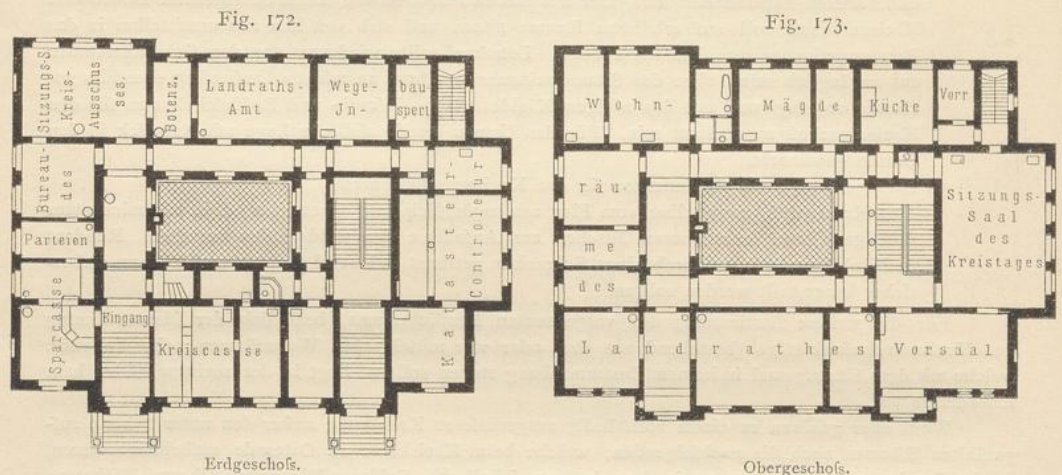 Fig. 172.
Sitzungs-S
Kreis-
Ausschus
ses.
Botenz.
Landraths-
Amt
Wege-
Jn-
bau-
spect.
Bureau-
des
Parteien
Sparcasse
Eingang
Kreiscasse
Kataster-
Controleur
Erdgeschoſs.
Fig. 173.
Wohn-
Mägde
Küche
Vorr.
räu-
me
des
Landrathes
Vorsaal
Sitzungs-
Saal
des
Kreistages
Obergeschoſs.